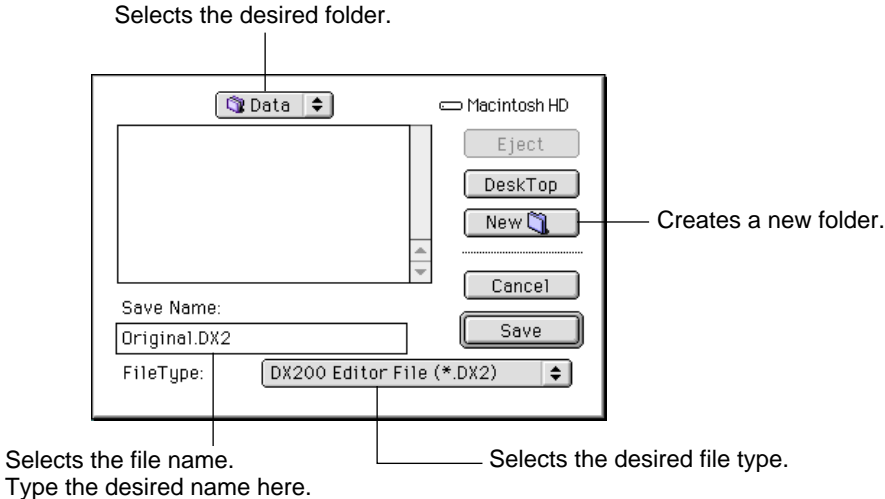 Selects the desired folder.
Data
Macintosh HD
Eject
DeskTop
New
Creates a new folder.
Cancel
Save Name:
Save
Original.DX2
FileType:
DX200 Editor File (*.DX2)
Selects the file name.
Type the desired name here.
Selects the desired file type.